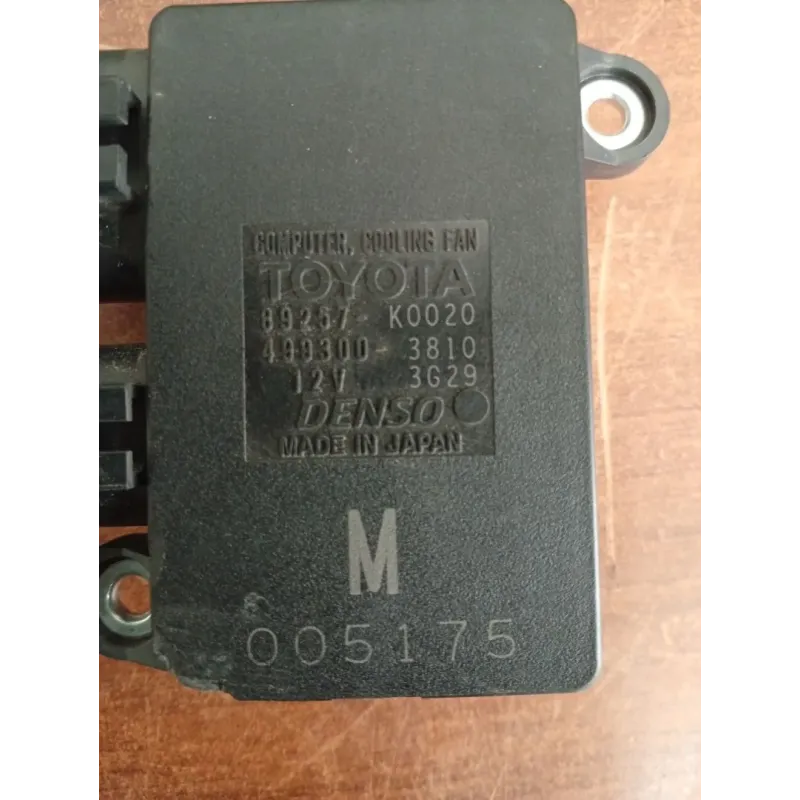 COMPUTER, COOLING FAN
TOYOTA
89257- K0020
499300- 3810
12V 3G29
DENSO
MADE IN JAPAN
M
005175